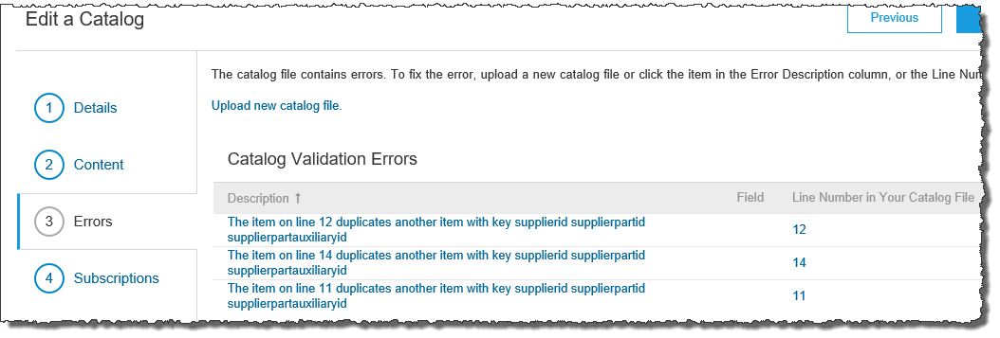 Edit a Catalog
Previous
The catalog file contains errors. To fix the error, upload a new catalog file or click the item in the Error Description column, or the Line
Upload new catalog file.
1 Details
2 Content
3 Errors
4 Subscriptions
Catalog Validation Errors
Description ↑ Field Line Number in Your Catalog File
The item on line 12 duplicates another item with key supplierid supplierpartid
supplierpartauxiliaryid
12
The item on line 14 duplicates another item with key supplierid supplierpartid
supplierpartauxiliaryid
14
The item on line 11 duplicates another item with key supplierid supplierpartid
supplierpartauxiliaryid
11